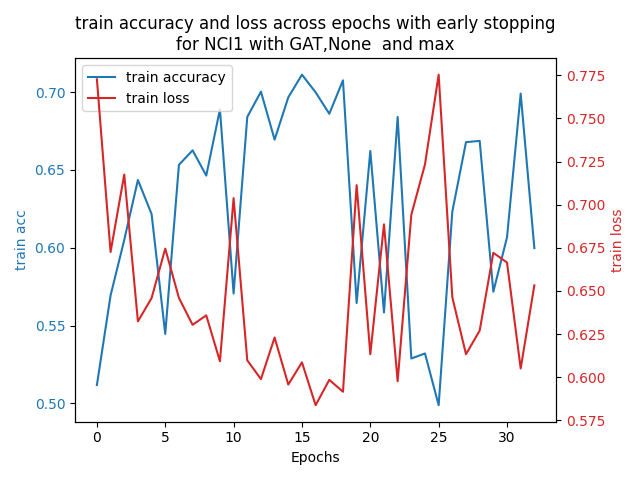 train accuracy and loss across epochs with early stopping
for NCI1 with GAT,None  and max
train accuracy
train loss
train acc
0.70
0.65
0.60
0.55
0.50
0.775
0.750
0.725
0.700
0.675
0.650
0.625
0.600
0.575
train loss
0 5 10 15 20 25 30
Epochs